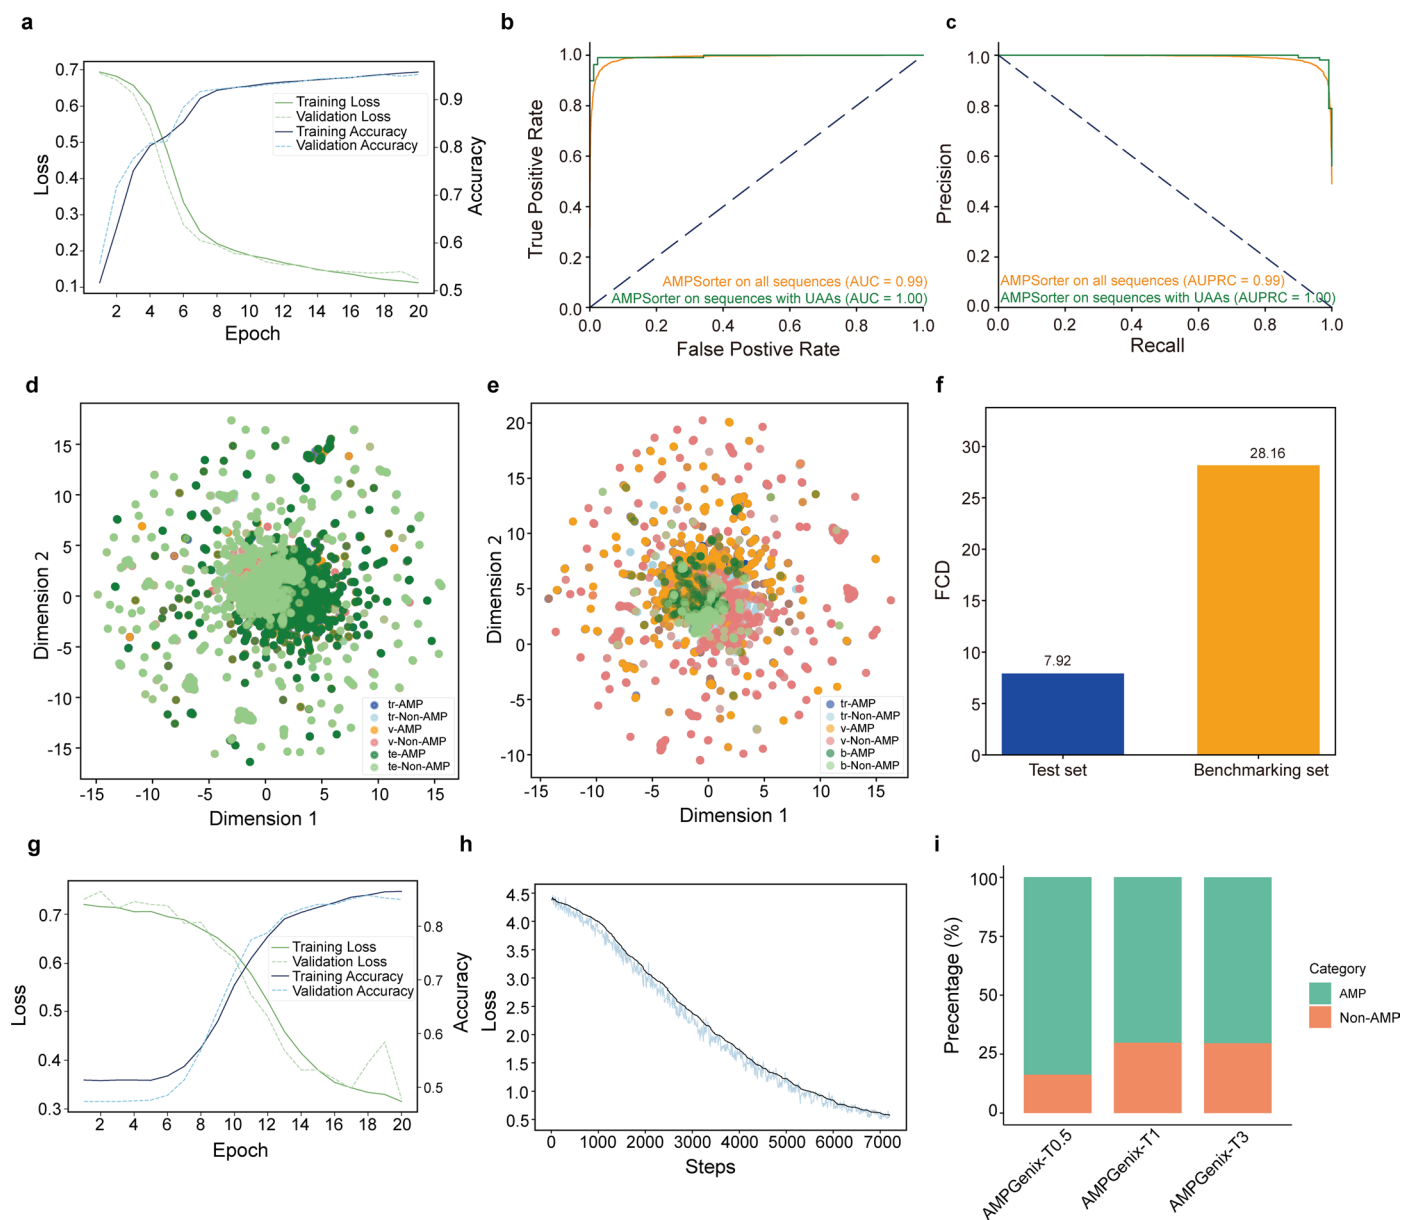 a
0.7
0.6
0.5
0.4
0.3
0.2
0.1
Loss
0.9
0.8
0.7
0.6
0.5
Accuracy
Training Loss
Validation Loss
Training Accuracy
Validation Accuracy
2 4 6 8 10 12 14 16 18 20
Epoch
b
1.0
0.8
0.6
0.4
0.2
0.0
True Positive Rate
AMPSorter on all sequences (AUC = 0.99)
AMPSorter on sequences with UAAs (AUC = 1.00)
0.0 0.2 0.4 0.6 0.8 1.0
False Postive Rate
c
1.0
0.8
0.6
0.4
0.2
0.0
Precision
AMPSorter on all sequences (AUPRC = 0.99)
AMPSorter on sequences with UAAs (AUPRC = 1.00)
0.0 0.2 0.4 0.6 0.8 1.0
Recall
d
15
10
5
0
-5
-10
-15
Dimension 2
tr-AMP
tr-Non-AMP
v-AMP
v-Non-AMP
te-AMP
te-Non-AMP
-15 -10 -5 0 5 10 15
Dimension 1
e
20
15
10
5
0
-5
-10
Dimension 2
tr-AMP
tr-Non-AMP
v-AMP
v-Non-AMP
b-AMP
b-Non-AMP
-15 -10 -5 0 5 10 15
Dimension 1
f
30
25
20
15
10
5
0
FCD
28.16
7.92
Test set Benchmarking set
g
0.7
0.6
0.5
0.4
0.3
Loss
0.8
0.7
0.6
0.5
Accuracy
Training Loss
Validation Loss
Training Accuracy
Validation Accuracy
2 4 6 8 10 12 14 16 18 20
Epoch
h
4.5
4.0
3.5
3.0
2.5
2.0
1.5
1.0
0.5
Loss
0 1000 2000 3000 4000 5000 6000 7000
Steps
i
100
75
50
25
0
Precentage (%)
AMPGenix-T0.5
AMPGenix-T1
AMPGenix-T3
Category
AMP
Non-AMP